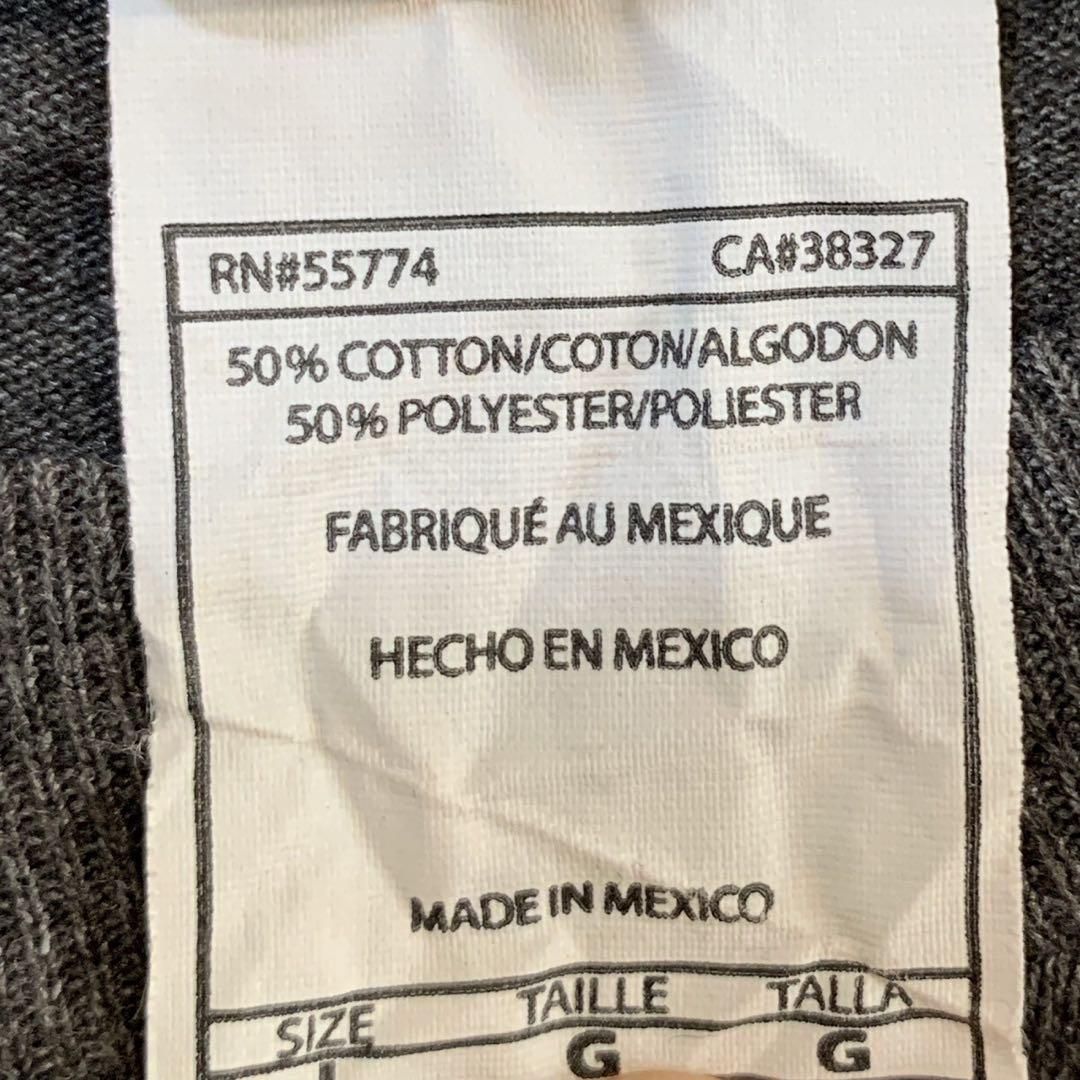 RN#55774 CA#38327
50% COTTON/COTON/ALGODON
50% POLYESTER/POLIESTER
FABRIQUÉ AU MEXIQUE
HECHO EN MEXICO
MADE IN MEXICO
SIZE TAILLE TALLA
G G